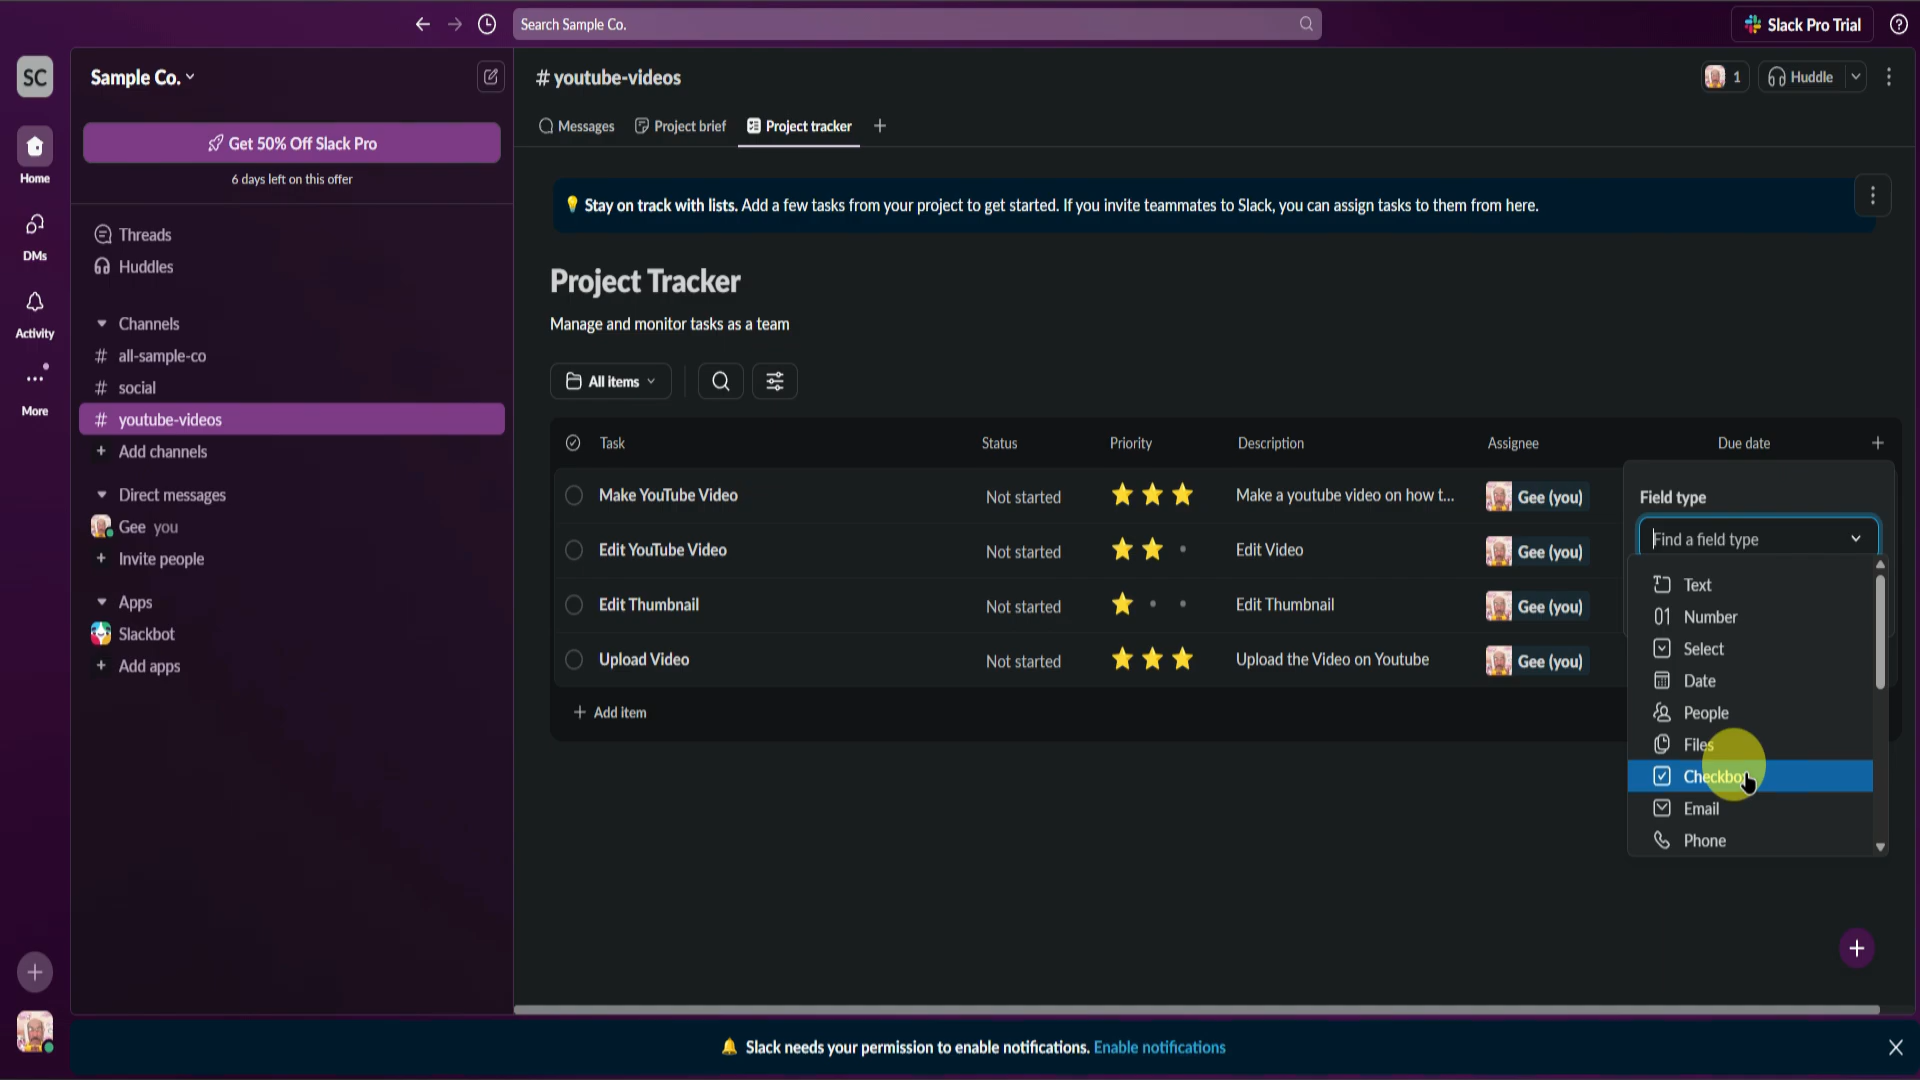 Search Sample Co.
Slack Pro Trial
SC
Sample Co.
Get 50% Off Slack Pro
6 days left on this offer
Home
DMs
Activity
More
Threads
Huddles
Channels
# all-sample-co
# social
# youtube-videos
+ Add channels
Direct messages
Gee you
+ Invite people
Apps
Slackbot
+ Add apps
# youtube-videos
1
Huddle
Messages
Project brief
Project tracker
+
💡 Stay on track with lists. Add a few tasks from your project to get started. If you invite teammates to Slack, you can assign tasks to them from here.
Project Tracker
Manage and monitor tasks as a team
All items
Task Status Priority Description Assignee Due date +
Make YouTube Video Not started ⭐⭐⭐ Make a youtube video on how t... Gee (you)
Edit YouTube Video Not started ⭐⭐ • Edit Video Gee (you)
Edit Thumbnail Not started ⭐ • • Edit Thumbnail Gee (you)
Upload Video Not started ⭐⭐⭐ Upload the Video on Youtube Gee (you)
+ Add item
Field type
Find a field type
Text
01 Number
Select
Date
People
Files
Checkbo
Email
Phone
+
🔔 Slack needs your permission to enable notifications. Enable notifications